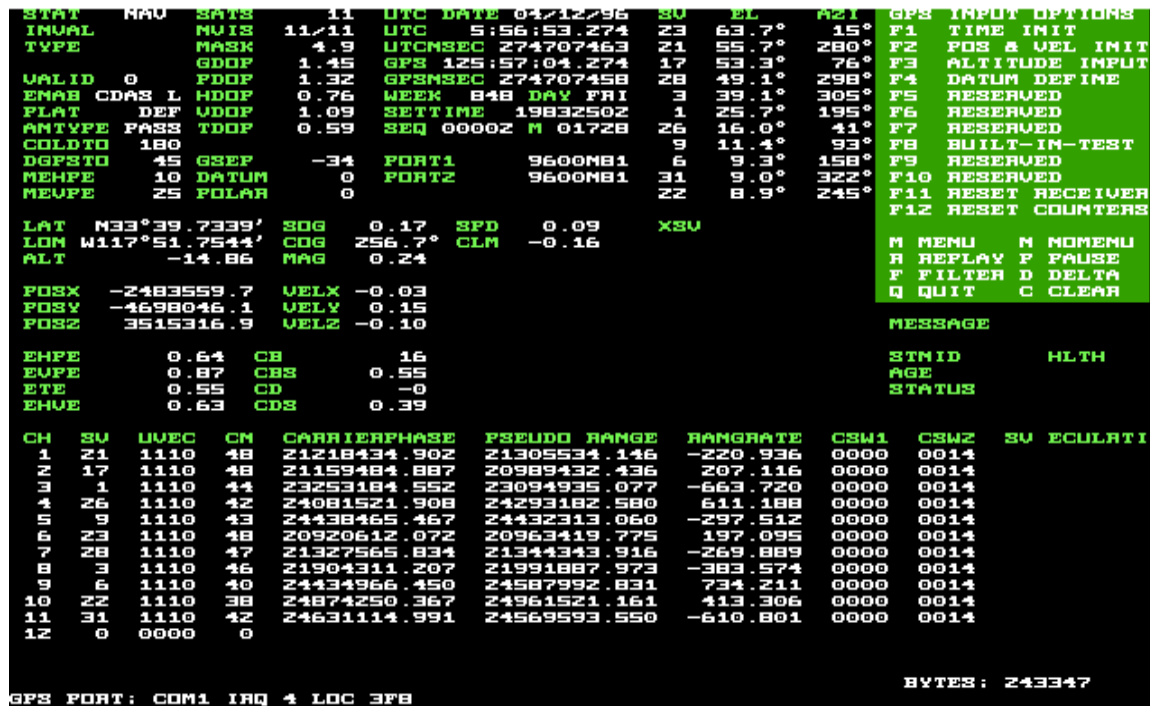 STAT NAV SATS 11 UTC DATE 04/12/96 SV EL AZI GPS INPUT OPTIONS
INVAL NVIS 11/11 UTC 5:56:53.274 23 63.7° 15° F1 TIME INIT
TYPE MASK 4.9 UTCNSEC 274707463 21 55.7° 280° F2 POS & VEL INIT
GDOP 1.45 GPS 125:57:04.274 17 53.3° 76° F3 ALTITUDE INPUT
VALID 0 PDOP 1.32 GPSNSEC 274707458 28 49.1° 298° F4 DATUM DEFINE
ENAB CDAS L HDOP 0.76 WEEK 848 DAY FRI 3 39.1° 305° F5 RESERVED
PLAT DEF VDOP 1.09 SETTIME 19832502 1 25.7° 195° F6 RESERVED
ANTYPE PASS TDOP 0.59 SEQ 00002 M 01728 26 16.0° 41° F7 RESERVED
COLDTO 180 9 11.4° 93° F8 BUILT-IN-TEST
DGPSTO 45 GSEP -34 PORT1 9600N81 6 9.3° 158° F9 RESERVED
MEHPE 10 DATUM 0 PORT2 9600N81 31 9.0° 322° F10 RESERVED
MEVPE 25 POLAR 0 22 8.9° 245° F11 RESET RECEIVER
F12 RESET COUNTERS
LAT N33°39.7339' SOG 0.17 SPD 0.09 XSV
LON W117°51.7544' COG 256.7° CLM -0.16 M MENU N NOMENU
ALT -14.86 MAG 0.24 R REPLAY P PAUSE
F FILTER D DELTA
POSX -2483559.7 VELX -0.03 Q QUIT C CLEAR
POSY -4698046.1 VELY 0.15
POSZ 3515316.9 VELZ -0.10 MESSAGE
EHPE 0.64 CB 16 STNID HLTH
EVPE 0.87 CBS 0.55 AGE
ETE 0.55 CD -0 STATUS
EHVE 0.63 CDS 0.39
CH SV UVEC CN CARRIERPHASE PSEUDO RANGE RANGRATE CSW1 CSW2 SV ECULATI
1 21 1110 48 21218434.902 21305534.146 -220.936 0000 0014
2 17 1110 48 21159484.887 20989432.436 207.116 0000 0014
3 1 1110 44 23253184.552 23094935.077 -663.720 0000 0014
4 26 1110 42 24081521.908 24293182.580 611.188 0000 0014
5 9 1110 43 24438465.467 24432313.060 -297.512 0000 0014
6 23 1110 48 20920612.072 20963419.775 197.095 0000 0014
7 28 1110 47 21327565.834 21344343.916 -269.889 0000 0014
8 3 1110 46 21904311.207 21991887.973 -383.574 0000 0014
9 6 1110 40 24434966.450 24587992.831 734.211 0000 0014
10 22 1110 38 24874250.367 24961521.161 413.306 0000 0014
11 31 1110 42 24631114.991 24569593.550 -610.801 0000 0014
12 0 0000 0
BYTES: 243347
GPS PORT: COM1 IRQ 4 LOC 3F8